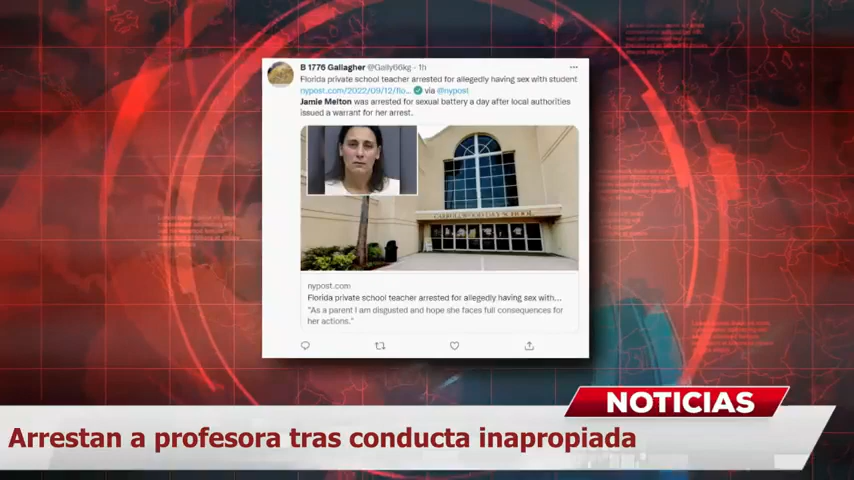 B 1776 Gallagher @Gally66kg - 1h
Florida private school teacher arrested for allegedly having sex with student
nypost.com/2022/09/12/flo... via @nypost
Jamie Melton was arrested for sexual battery a day after local authorities
issued a warrant for her arrest.
CARROLLWOOD DAY SCHOOL
nypost.com
Florida private school teacher arrested for allegedly having sex with...
"As a parent I am disgusted and hope she faces full consequences for
her actions."
NOTICIAS
Arrestan a profesora tras conducta inapropiada